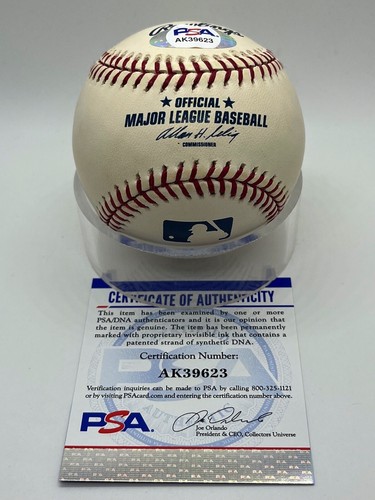 PSA
AK39623
★ OFFICIAL ★
MAJOR LEAGUE BASEBALL
Allan H. Selig
COMMISSIONER
CERTIFICATE OF AUTHENTICITY
This item has been examined by one or more
PSA/DNA authenticators and it is our opinion that
the item is genuine. The item has been permanently
marked with proprietary invisible ink that contains a
patented strand of synthetic DNA.
Certification Number:
AK39623
Verification inquiries can be made to PSA by calling 800-325-1121
or by visiting PSAcard.com and entering the certification number above.
PSA
Joe Orlando
President & CEO, Collectors Universe